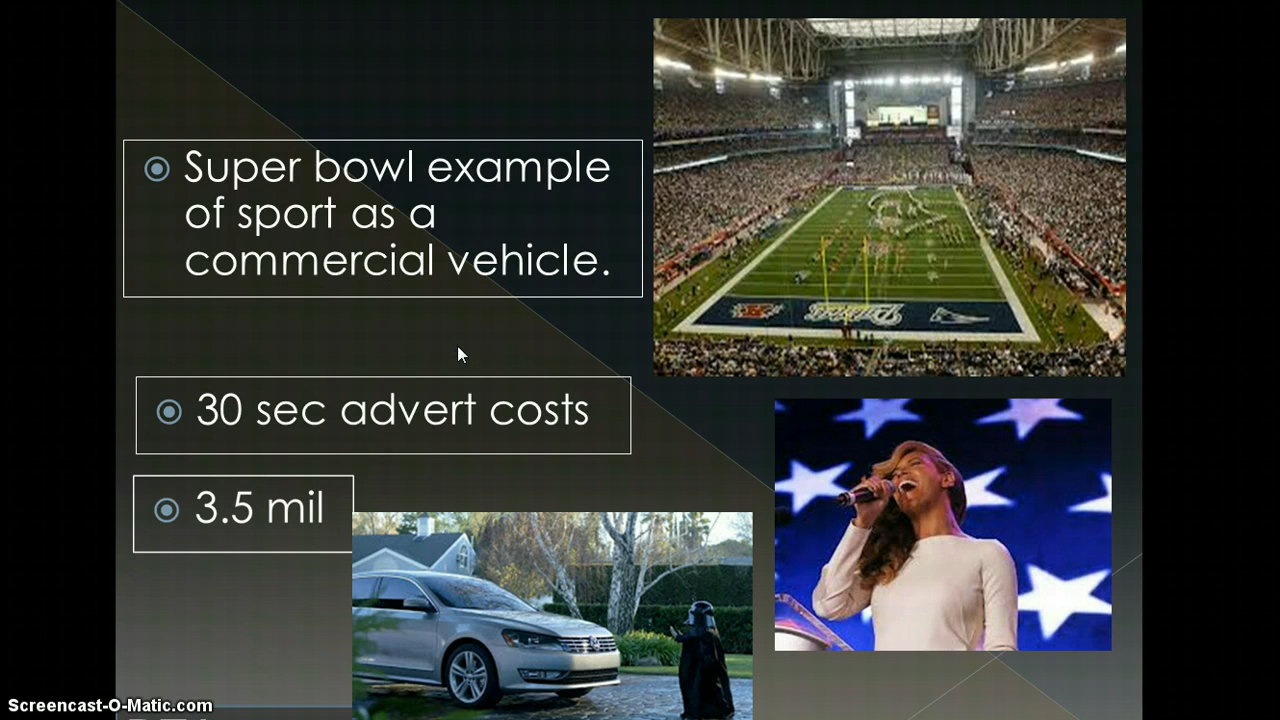 Super bowl example
of sport as a
commercial vehicle.
30 sec advert costs
3.5 mil
Screencast-O-Matic.com